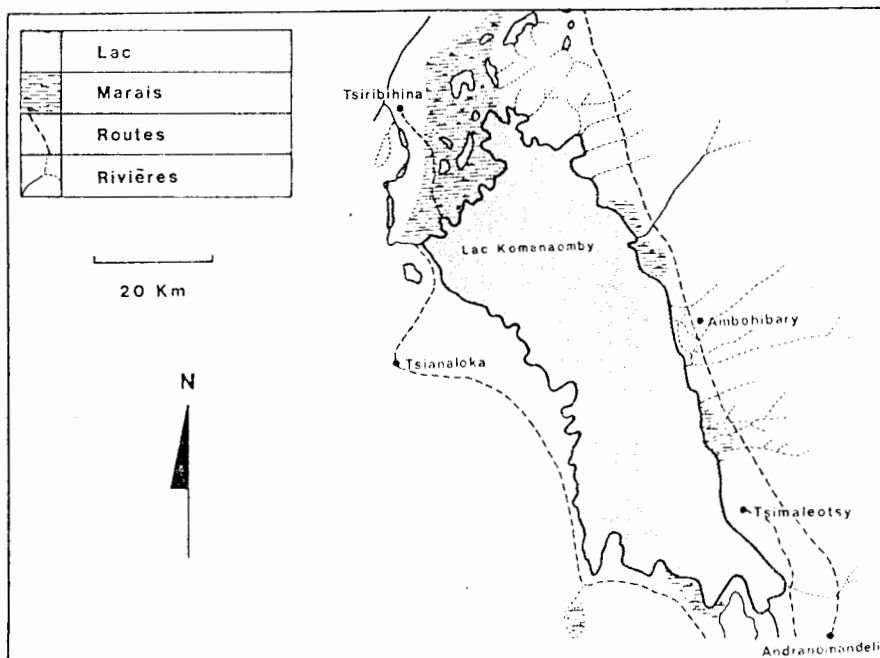 Lac
Marais
Routes
Rivières
20 Km
N
Tsiribihina
Lac Komanaomby
Ambohibary
Tsianaloka
Tsimaleotsy
Andranomandeli